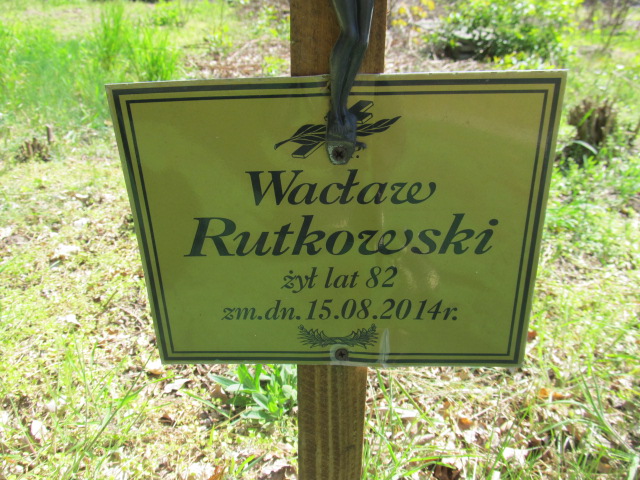 Wacław
Rutkowski
żył lat 82
zm.dn.15.08.2014r.